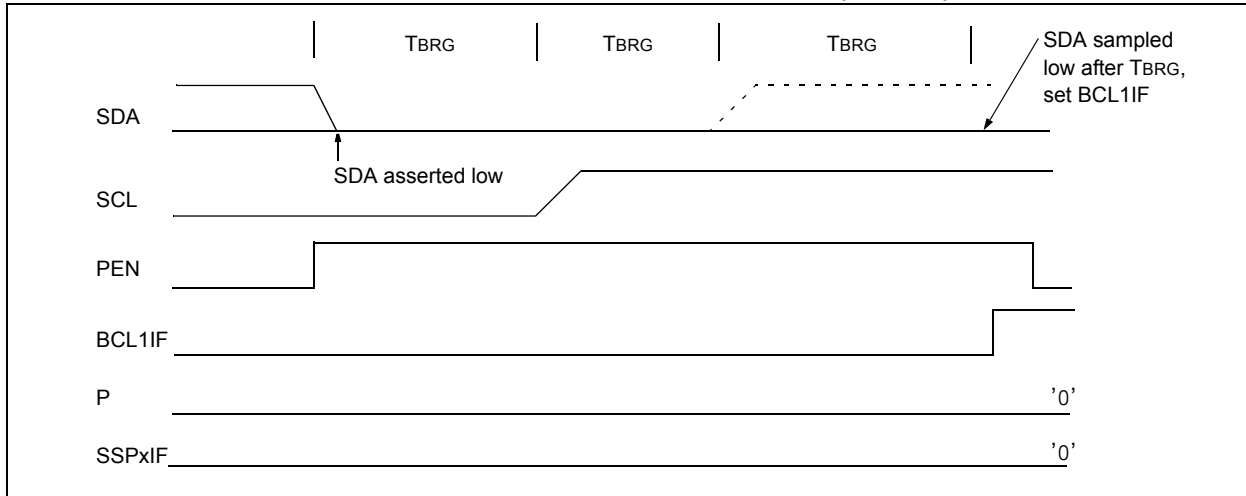 TBRG TBRG TBRG
SDA sampled
low after TBRG,
set BCL1IF
SDA
SDA asserted low
SCL
PEN
BCL1IF
P '0'
SSPxIF '0'